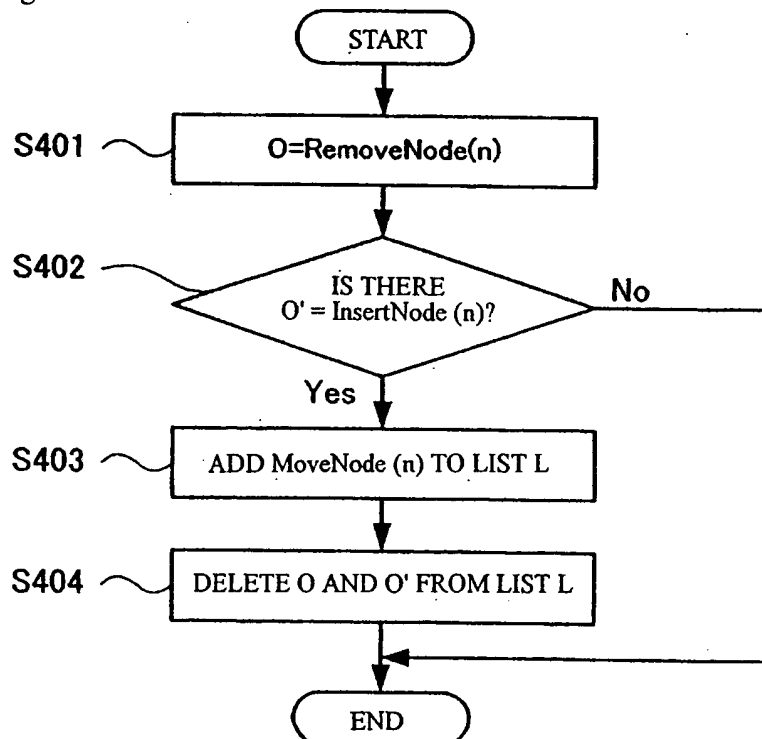 g
START
S401
O=RemoveNode(n)
S402
IS THERE
O' = InsertNode (n)?
No
Yes
S403
ADD MoveNode (n) TO LIST L
S404
DELETE O AND O' FROM LIST L
END